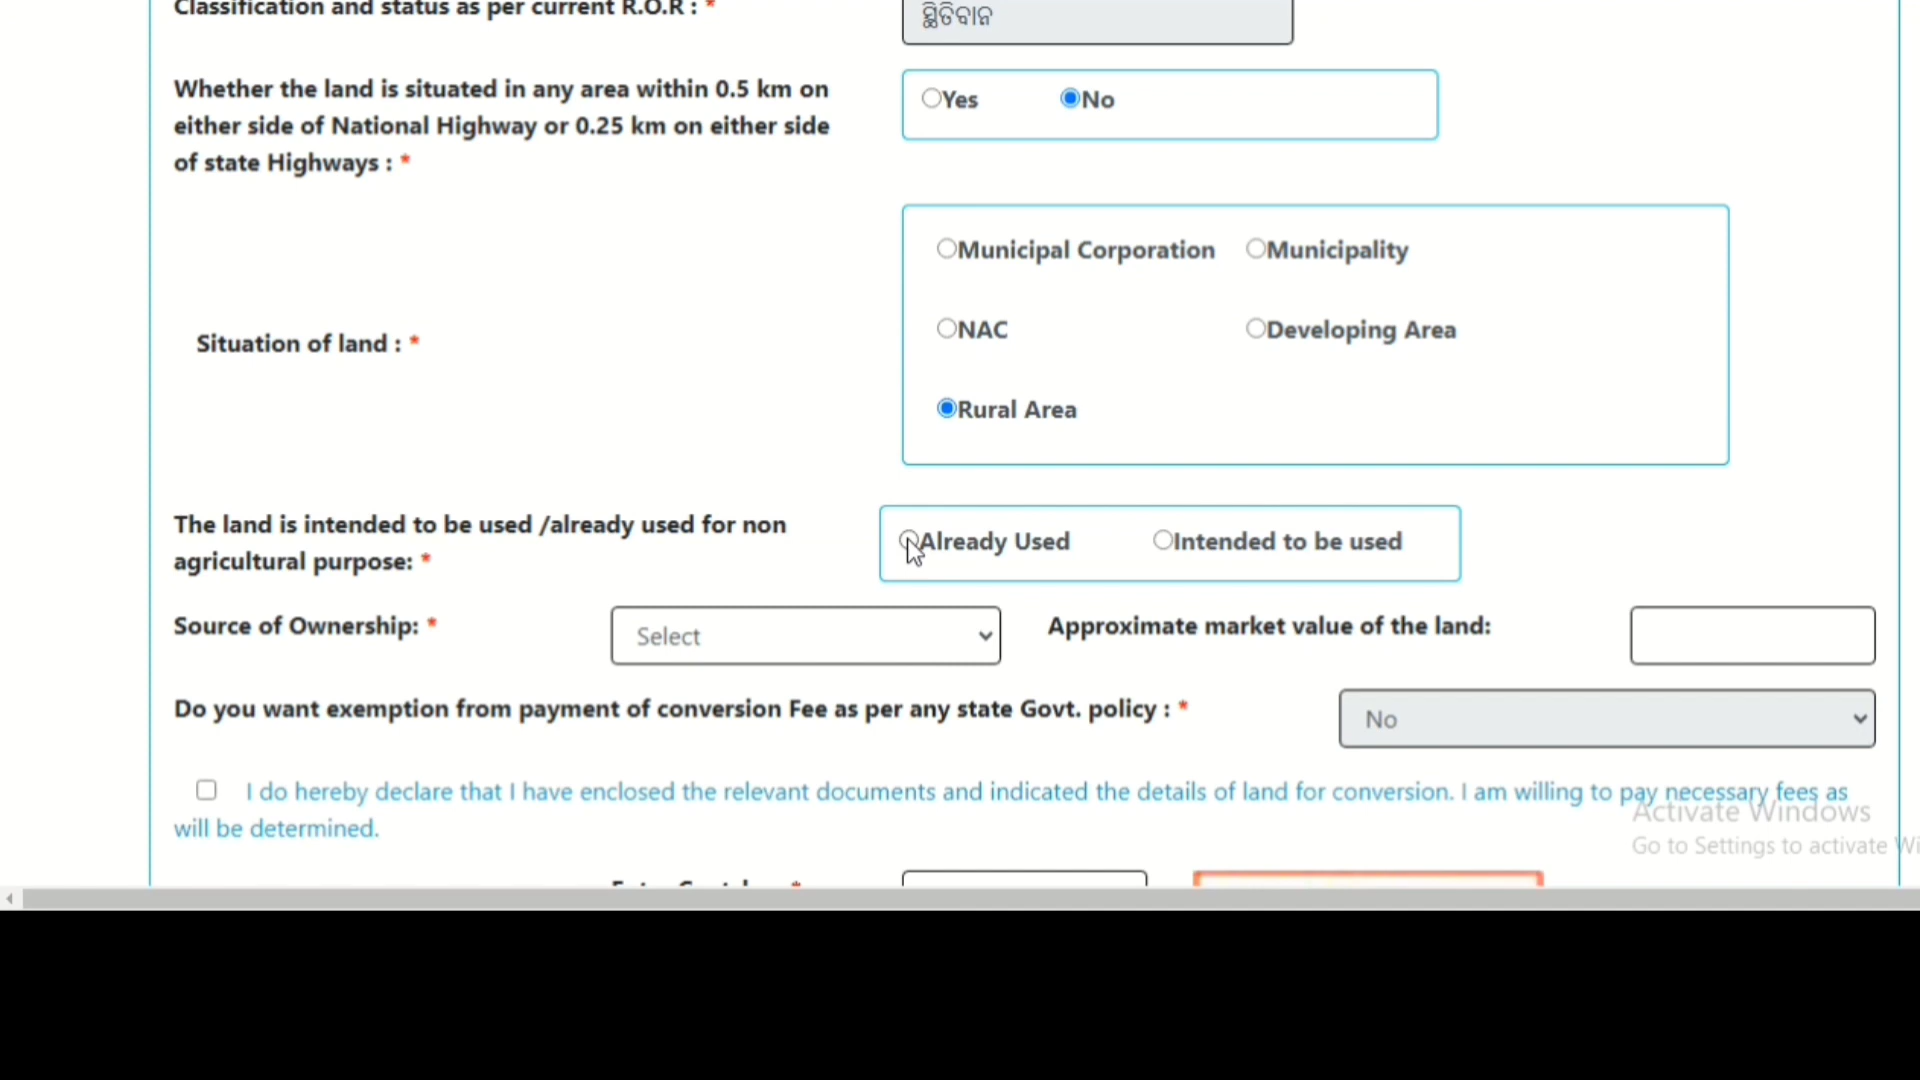 Classification and status as per current R.O.R : *
ସ୍ଥିତିବାନ
Whether the land is situated in any area within 0.5 km on
either side of National Highway or 0.25 km on either side
of state Highways : *
Yes No
Situation of land : *
Municipal Corporation Municipality
NAC Developing Area
Rural Area
The land is intended to be used /already used for non
agricultural purpose: *
Already Used Intended to be used
Source of Ownership: * Select Approximate market value of the land:
Do you want exemption from payment of conversion Fee as per any state Govt. policy : * No
I do hereby declare that I have enclosed the relevant documents and indicated the details of land for conversion. I am willing to pay necessary fees as
will be determined.
Activate Windows
Go to Settings to activate Wi